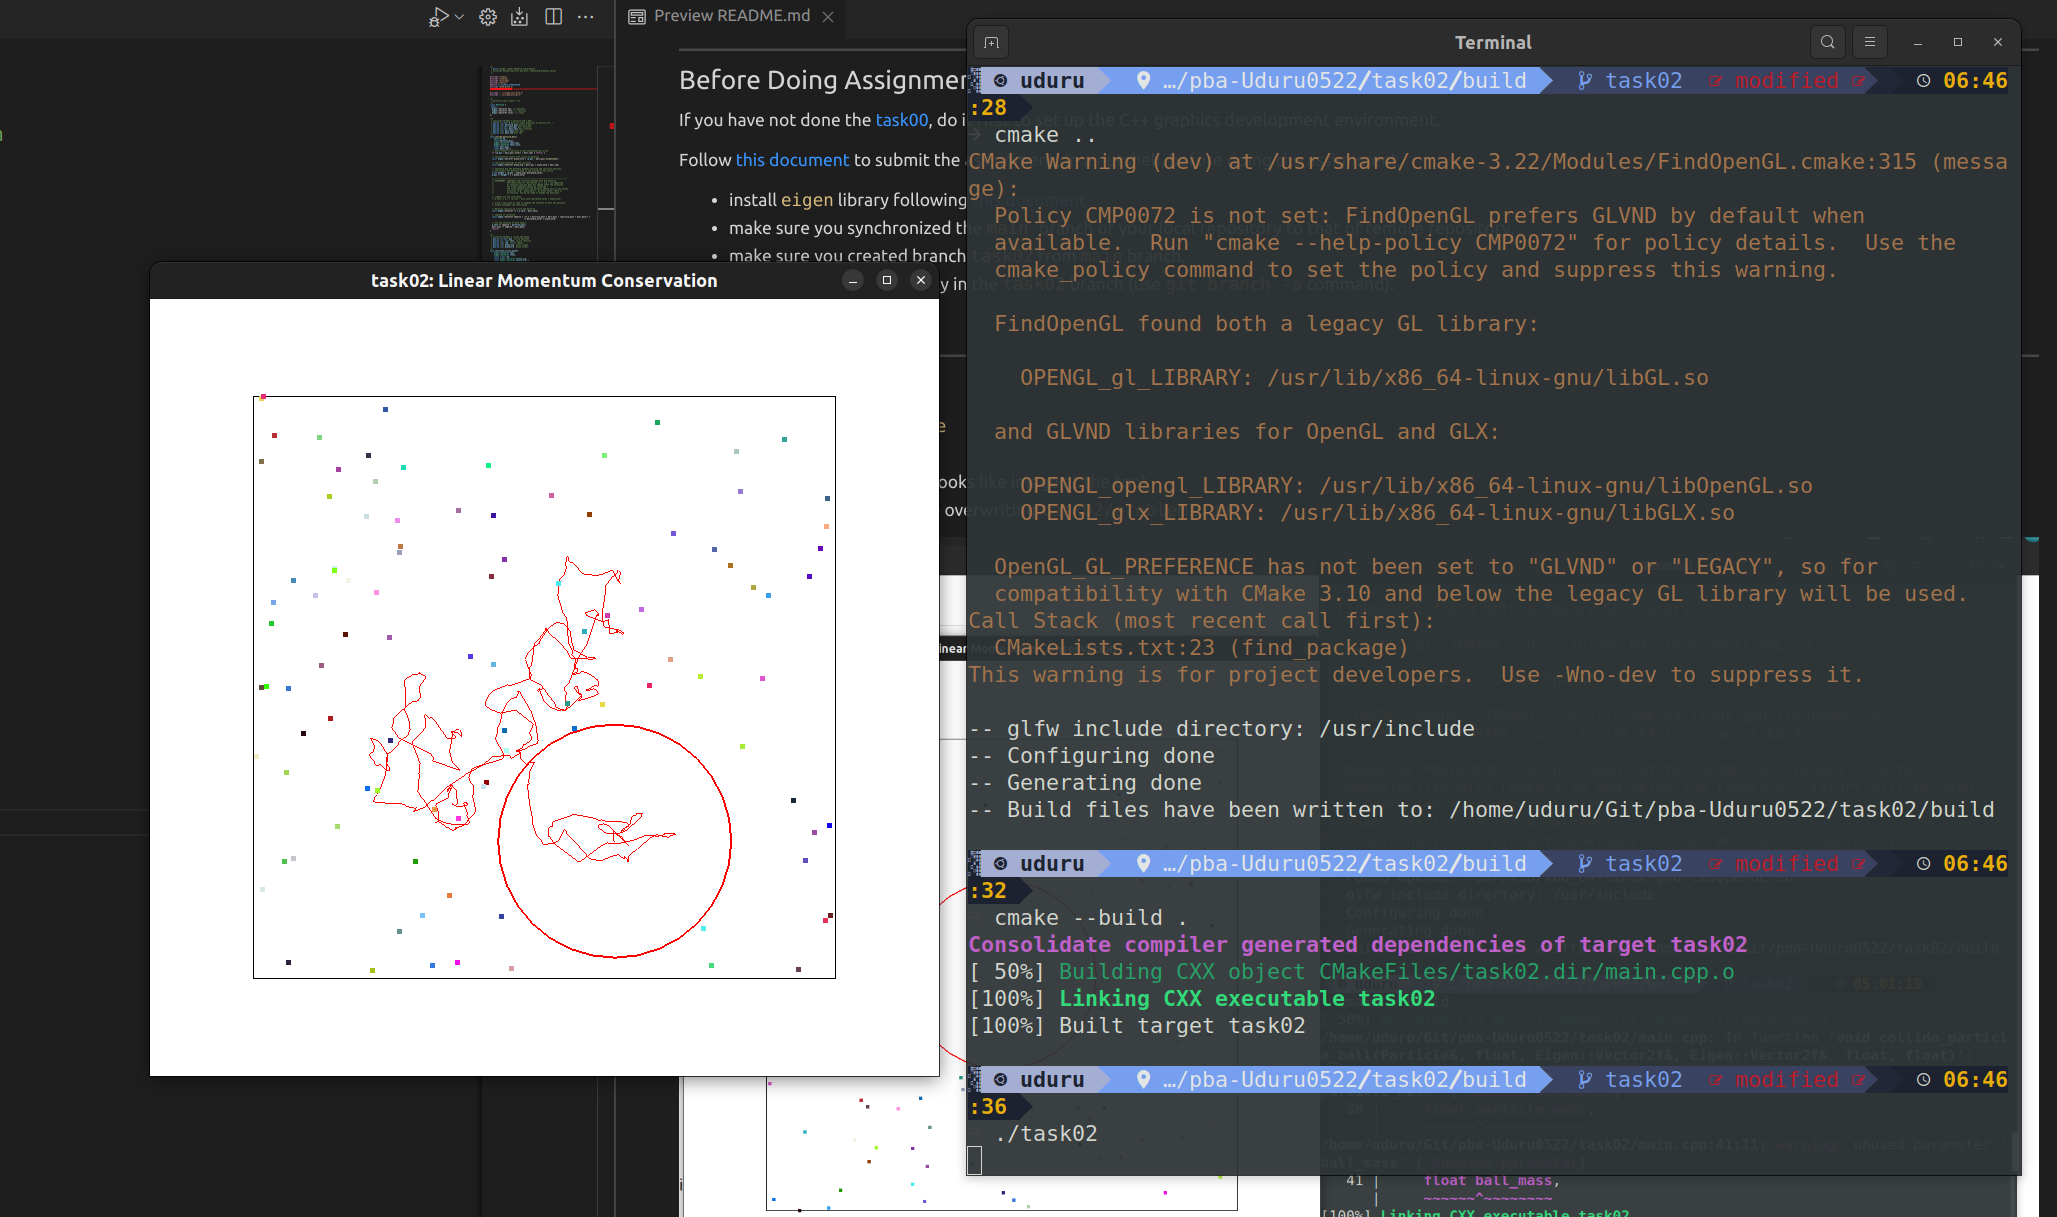 Preview README.md
Before Doing Assignmen
If you have not done the task00, do i
Follow this document to submit the
install eigen library following
make sure you synchronized the
make sure you created branch
y in the
task02: Linear Momentum Conservation
Terminal
uduru …/pba-Uduru0522/task02/build task02 modified 06:46
:28
cmake ..
CMake Warning (dev) at /usr/share/cmake-3.22/Modules/FindOpenGL.cmake:315 (messa
ge):
Policy CMP0072 is not set: FindOpenGL prefers GLVND by default when
available.  Run "cmake --help-policy CMP0072" for policy details.  Use the
cmake_policy command to set the policy and suppress this warning.
FindOpenGL found both a legacy GL library:
OPENGL_gl_LIBRARY: /usr/lib/x86_64-linux-gnu/libGL.so
and GLVND libraries for OpenGL and GLX:
OPENGL_opengl_LIBRARY: /usr/lib/x86_64-linux-gnu/libOpenGL.so
OPENGL_glx_LIBRARY: /usr/lib/x86_64-linux-gnu/libGLX.so
OpenGL_GL_PREFERENCE has not been set to "GLVND" or "LEGACY", so for
compatibility with CMake 3.10 and below the legacy GL library will be used.
Call Stack (most recent call first):
CMakeLists.txt:23 (find_package)
This warning is for project developers.  Use -Wno-dev to suppress it.
-- glfw include directory: /usr/include
-- Configuring done
-- Generating done
-- Build files have been written to: /home/uduru/Git/pba-Uduru0522/task02/build
uduru …/pba-Uduru0522/task02/build task02 modified 06:46
:32
cmake --build .
Consolidate compiler generated dependencies of target task02
[ 50%] Building CXX object CMakeFiles/task02.dir/main.cpp.o
[100%] Linking CXX executable task02
[100%] Built target task02
uduru …/pba-Uduru0522/task02/build task02 modified 06:46
:36
./task02
41 | float ball_mass,
| ~~~~~~^~~~~~~~~
[100%] Linking CXX executable task02